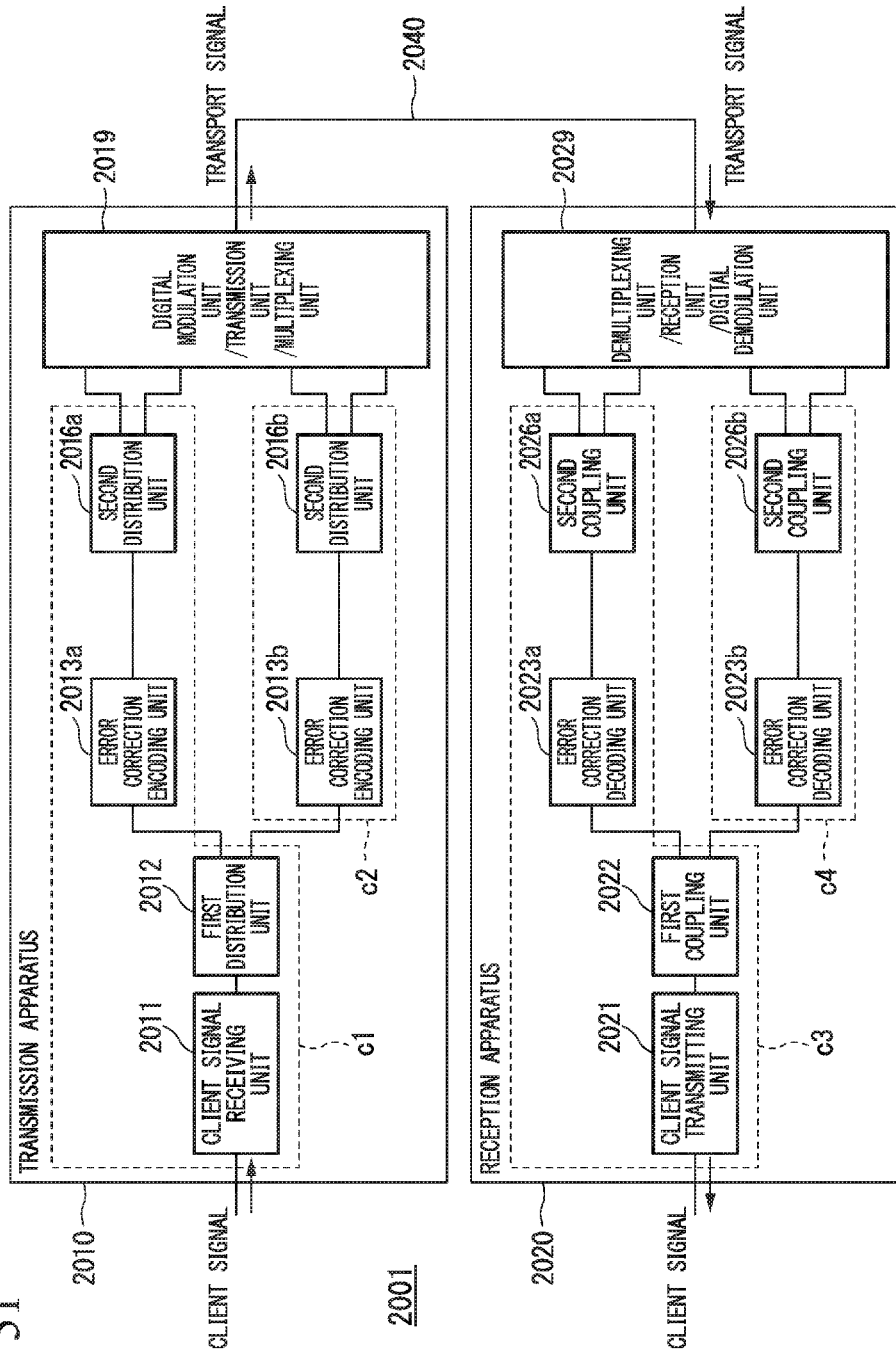 31
2001
TRANSMISSION APPARATUS
2010
CLIENT SIGNAL
2011
CLIENT SIGNAL
RECEIVING
UNIT
2012
FIRST
DISTRIBUTION
UNIT
c1
2013a
ERROR
CORRECTION
ENCODING UNIT
2016a
SECOND
DISTRIBUTION
UNIT
2013b
ERROR
CORRECTION
ENCODING UNIT
2016b
SECOND
DISTRIBUTION
UNIT
c2
2019
DIGITAL
MODULATION
UNIT
/TRANSMISSION
UNIT
/MULTIPLEXING
UNIT
TRANSPORT SIGNAL
2040
RECEPTION APPARATUS
2020
CLIENT SIGNAL
2021
CLIENT SIGNAL
TRANSMITTING
UNIT
2022
FIRST
COUPLING
UNIT
c3
2023a
ERROR
CORRECTION
DECODING UNIT
2026a
SECOND
COUPLING
UNIT
2023b
ERROR
CORRECTION
DECODING UNIT
2026b
SECOND
COUPLING
UNIT
c4
2029
DEMULTIPLEXING
UNIT
/RECEPTION
UNIT
/DIGITAL
DEMODULATION
UNIT
TRANSPORT SIGNAL